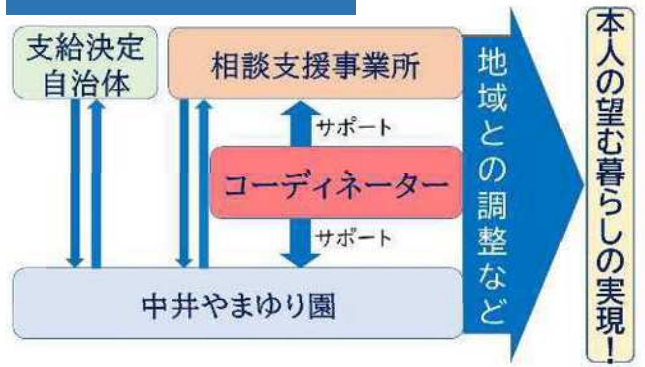 支給決定
自治体
相談支援事業所
サポート
コーディネーター
サポート
中井やまゆり園
地域との調整など
本人の望む暮らしの実現！